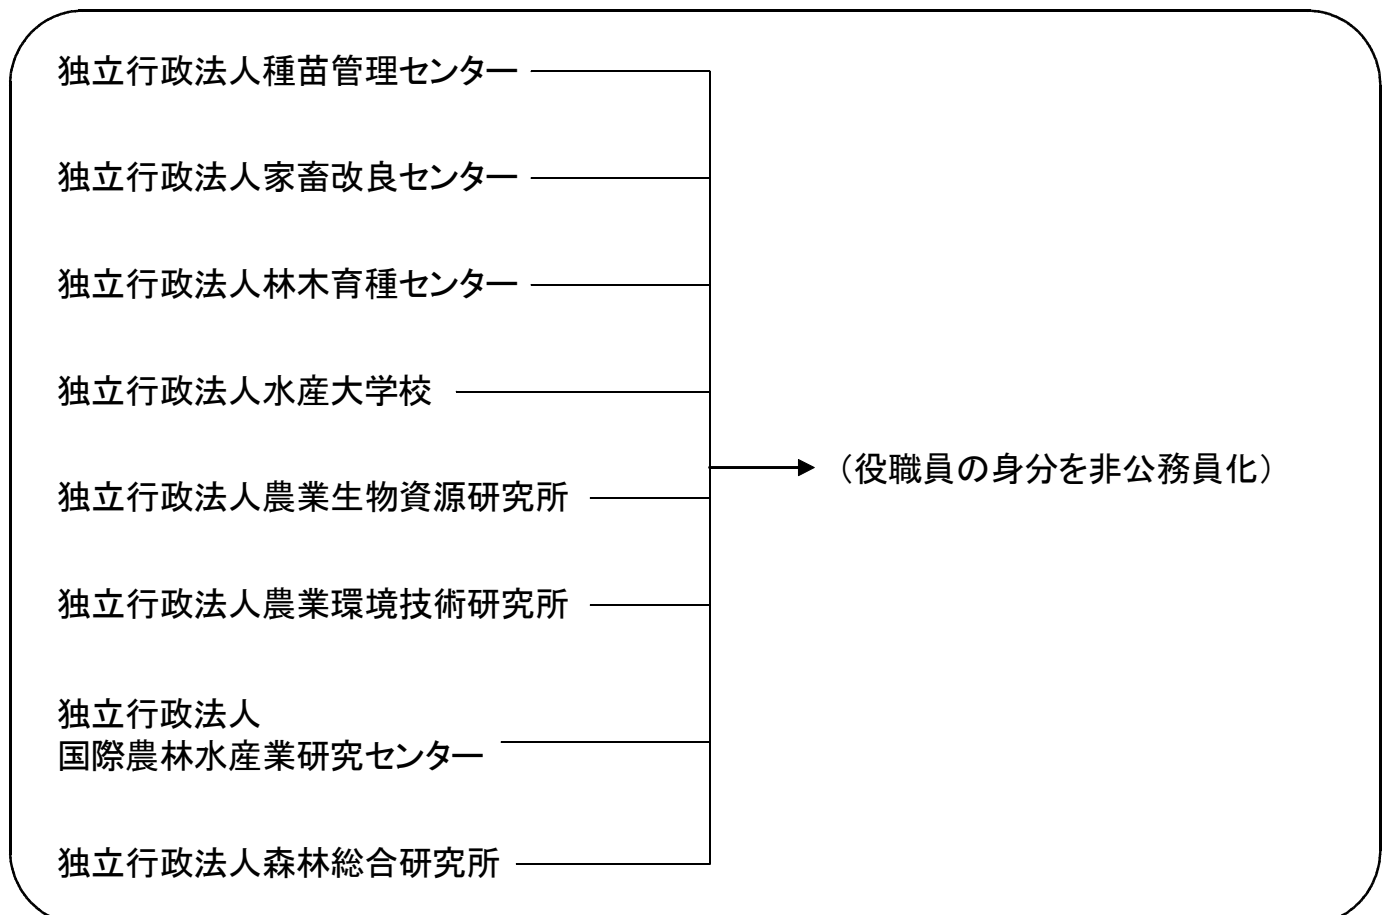 独立行政法人種苗管理センター
独立行政法人家畜改良センター
独立行政法人林木育種センター
独立行政法人水産大学校
（役職員の身分を非公務員化）
独立行政法人農業生物資源研究所
独立行政法人農業環境技術研究所
独立行政法人
国際農林水産業研究センター
独立行政法人森林総合研究所